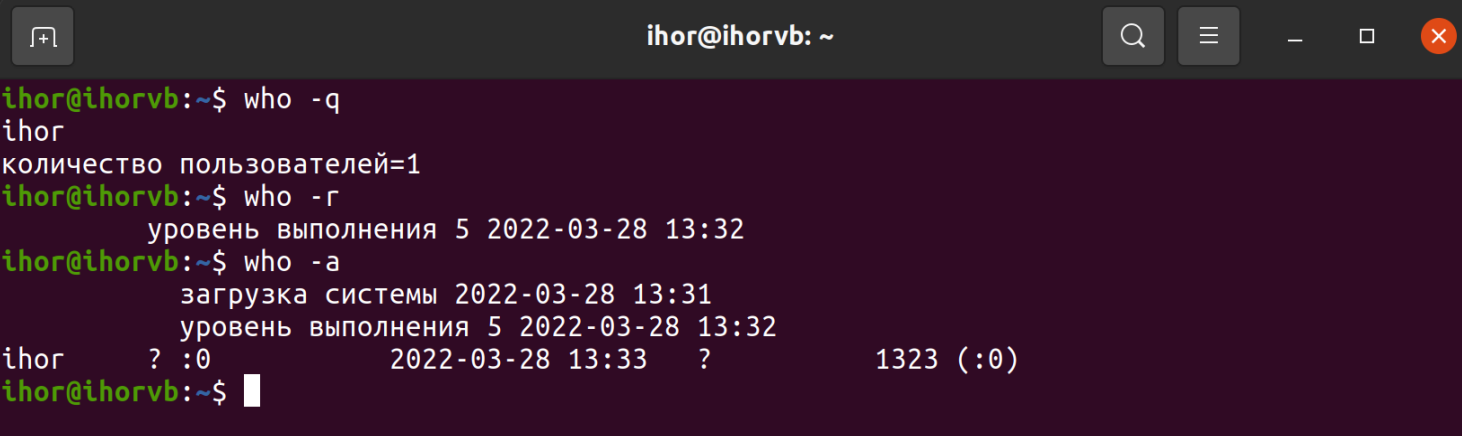 ihor@ihorvb: ~
ihor@ihorvb:~$ who -q
ihor
количество пользователей=1
ihor@ihorvb:~$ who -r
         уровень выполнения 5 2022-03-28 13:32
ihor@ihorvb:~$ who -a
           загрузка системы 2022-03-28 13:31
           уровень выполнения 5 2022-03-28 13:32
ihor     ? :0           2022-03-28 13:33   ?          1323 (:0)
ihor@ihorvb:~$